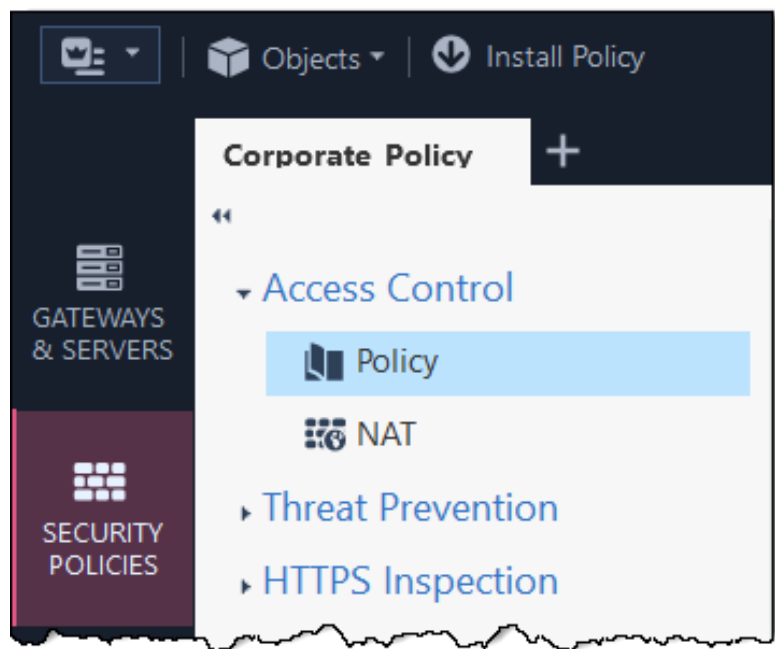 Objects
Install Policy
Corporate Policy
GATEWAYS
& SERVERS
Access Control
Policy
NAT
SECURITY
POLICIES
Threat Prevention
HTTPS Inspection